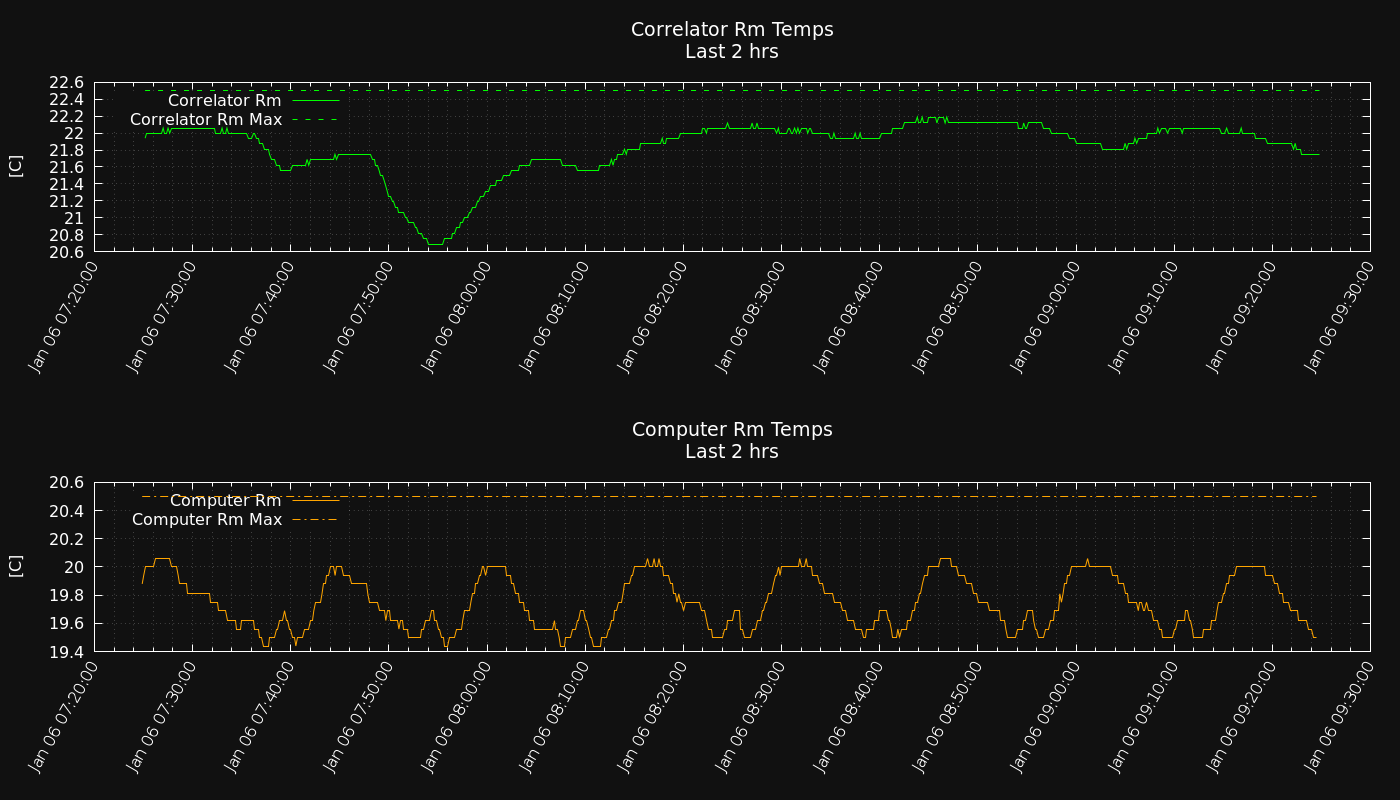 Correlator Rm Temps
Last 2 hrs
22.6
22.4
22.2
22
21.8
21.6
21.4
21.2
21
20.8
20.6
[C]
Correlator Rm
Correlator Rm Max
Jan 06 07:20:00
Jan 06 07:30:00
Jan 06 07:40:00
Jan 06 07:50:00
Jan 06 08:00:00
Jan 06 08:10:00
Jan 06 08:20:00
Jan 06 08:30:00
Jan 06 08:40:00
Jan 06 08:50:00
Jan 06 09:00:00
Jan 06 09:10:00
Jan 06 09:20:00
Jan 06 09:30:00
Computer Rm Temps
Last 2 hrs
20.6
20.4
20.2
20
19.8
19.6
19.4
[C]
Computer Rm
Computer Rm Max
Jan 06 07:20:00
Jan 06 07:30:00
Jan 06 07:40:00
Jan 06 07:50:00
Jan 06 08:00:00
Jan 06 08:10:00
Jan 06 08:20:00
Jan 06 08:30:00
Jan 06 08:40:00
Jan 06 08:50:00
Jan 06 09:00:00
Jan 06 09:10:00
Jan 06 09:20:00
Jan 06 09:30:00